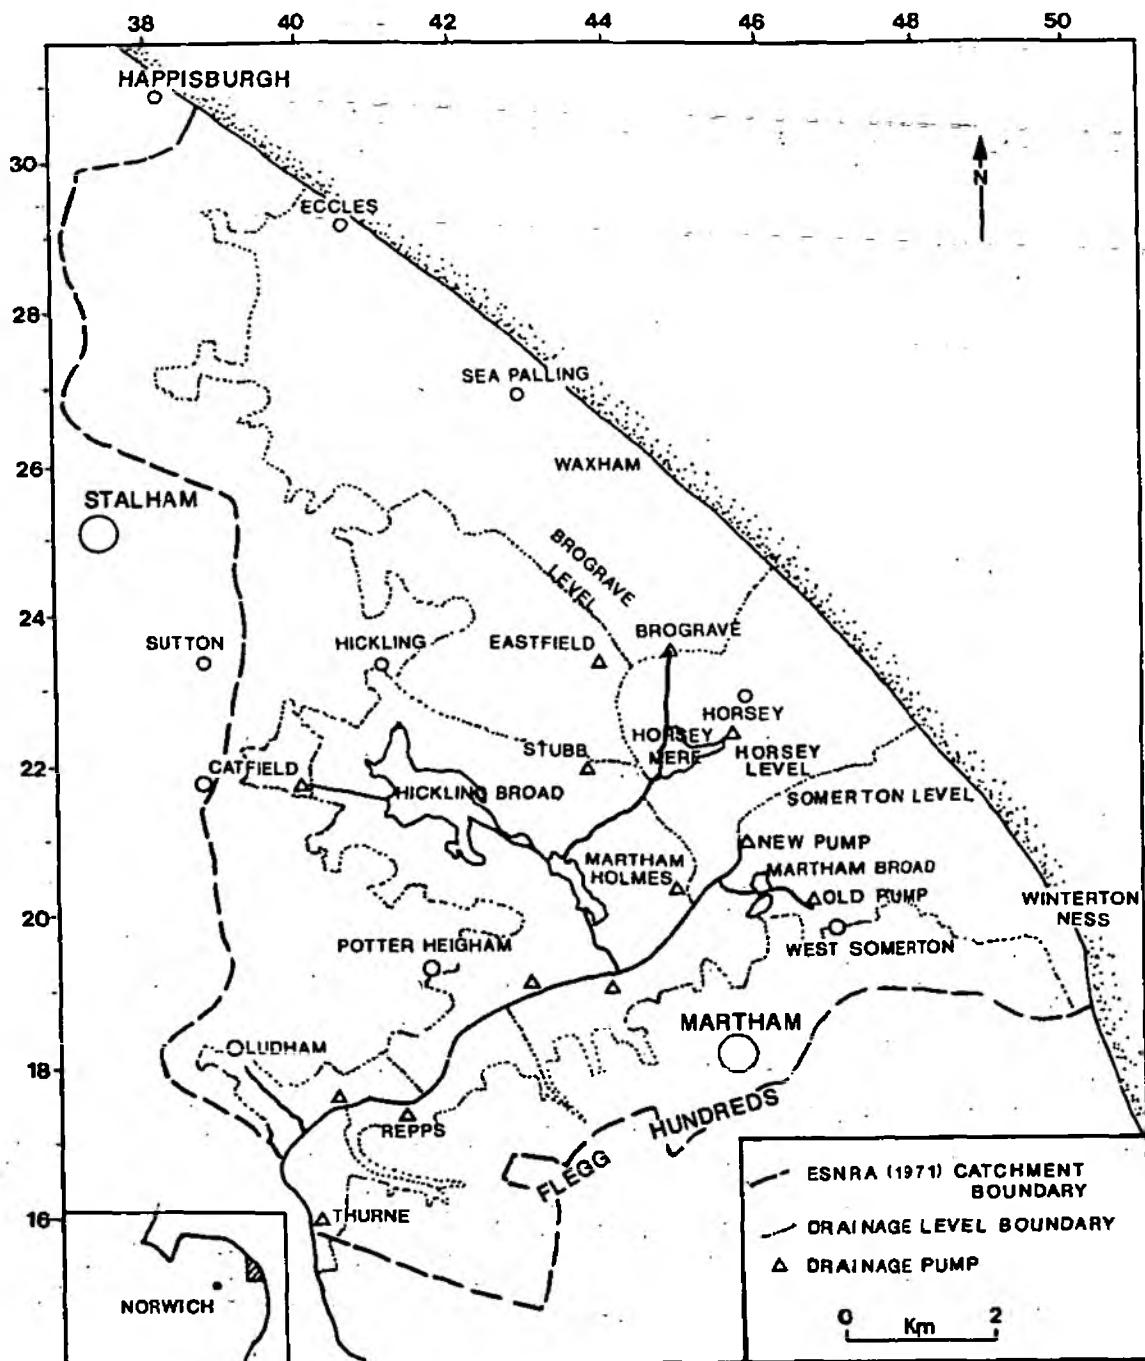 38 40 42 44 46 48 50
HAPPISBURGH
30
N
ECCLES
28
SEA PALLING
26
WAXHAM
STALHAM
BROGRAVE
LEVEL
24
SUTTON
HICKLING
EASTFIELD
BROGRAVE
HORSEY
HORSEY
MERE
STUBB
HORSEY
LEVEL
22
CATFIELD
HICKLING BROAD
SOMERTON LEVEL
NEW PUMP
MARTHAM
HOLMES
MARTHAM BROAD
OLD PUMP
WINTERTON
NESS
20
POTTER HEIGHAM
WEST SOMERTON
MARTHAM
LUDHAM
18
REPPS
FLEGG HUNDREDS
16
THURNE
NORWICH
ESNRA (1971) CATCHMENT
BOUNDARY
DRAINAGE LEVEL BOUNDARY
DRAINAGE PUMP
0 Km 2